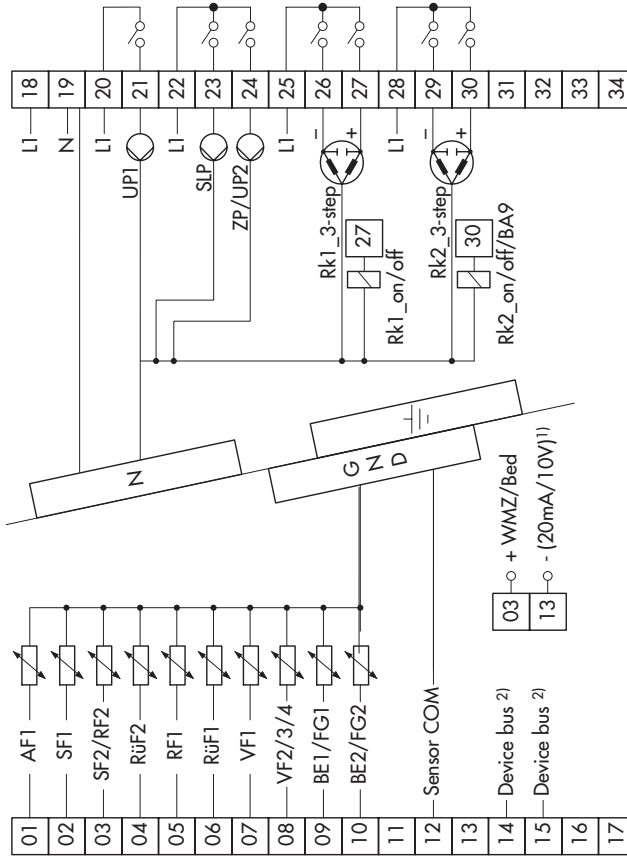 18
19
20
21
22
23
24
25
26
27
28
29
30
31
32
33
34
L1
N
L1
UP1
L1
SLP
ZP/UP2
L1
–
+
L1
–
+
Rk1_3-step
27
Rk1_on/off
Rk2_3-step
30
Rk2_on/off/BA9
N
GND
03 + WMZ/Bed
13 - (20mA/10V)1)
01 AF1
02 SF1
03 SF2/RF2
04 RüF2
05 RF1
06 RüF1
07 VF1
08 VF2/3/4
09 BE1/FG1
10 BE2/FG2
11
12 Sensor COM
13
14 Device bus 2)
15 Device bus 2)
16
17